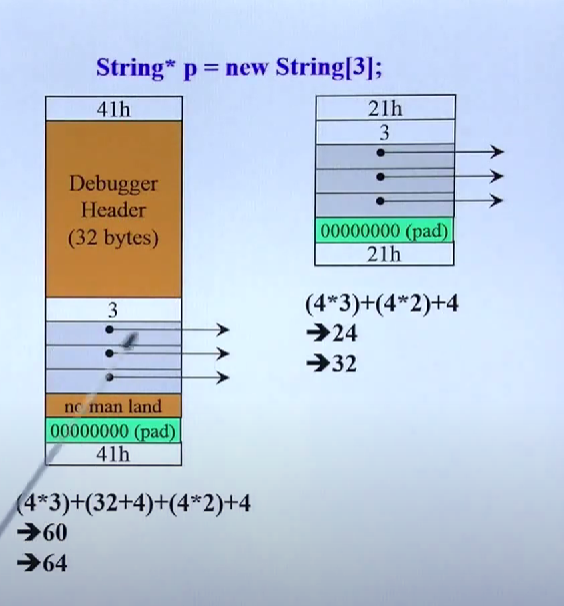 String* p = new String[3];
41h
Debugger
Header
(32 bytes)
3
no man land
00000000 (pad)
41h
(4*3)+(32+4)+(4*2)+4
➔60
➔64
21h
3
00000000 (pad)
21h
(4*3)+(4*2)+4
➔24
➔32